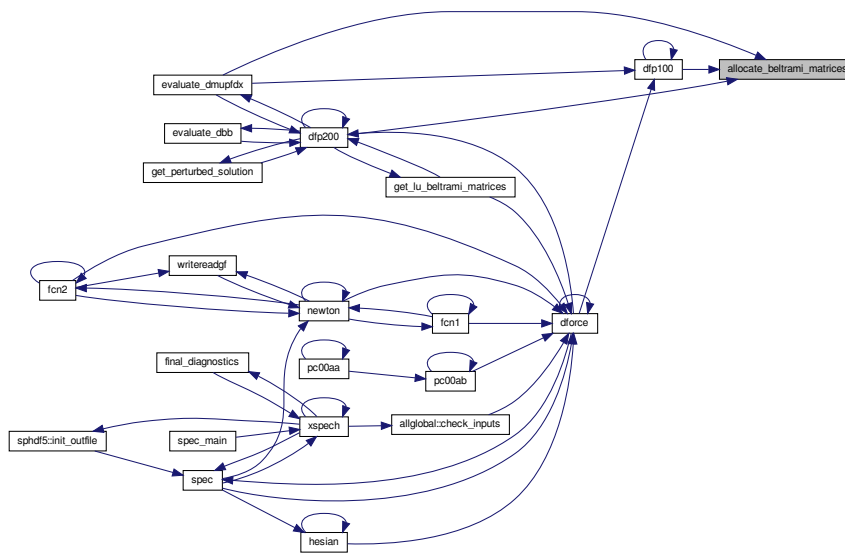 allocate_beltrami_matrices
dfp100
evaluate_dmupfdx
dfp200
evaluate_dbb
get_perturbed_solution
get_lu_beltrami_matrices
writereadgf
fcn2
newton
fcn1
dforce
final_diagnostics
pc00aa
pc00ab
xspech
allglobal::check_inputs
sphdf5::init_outfile
spec_main
spec
hesian